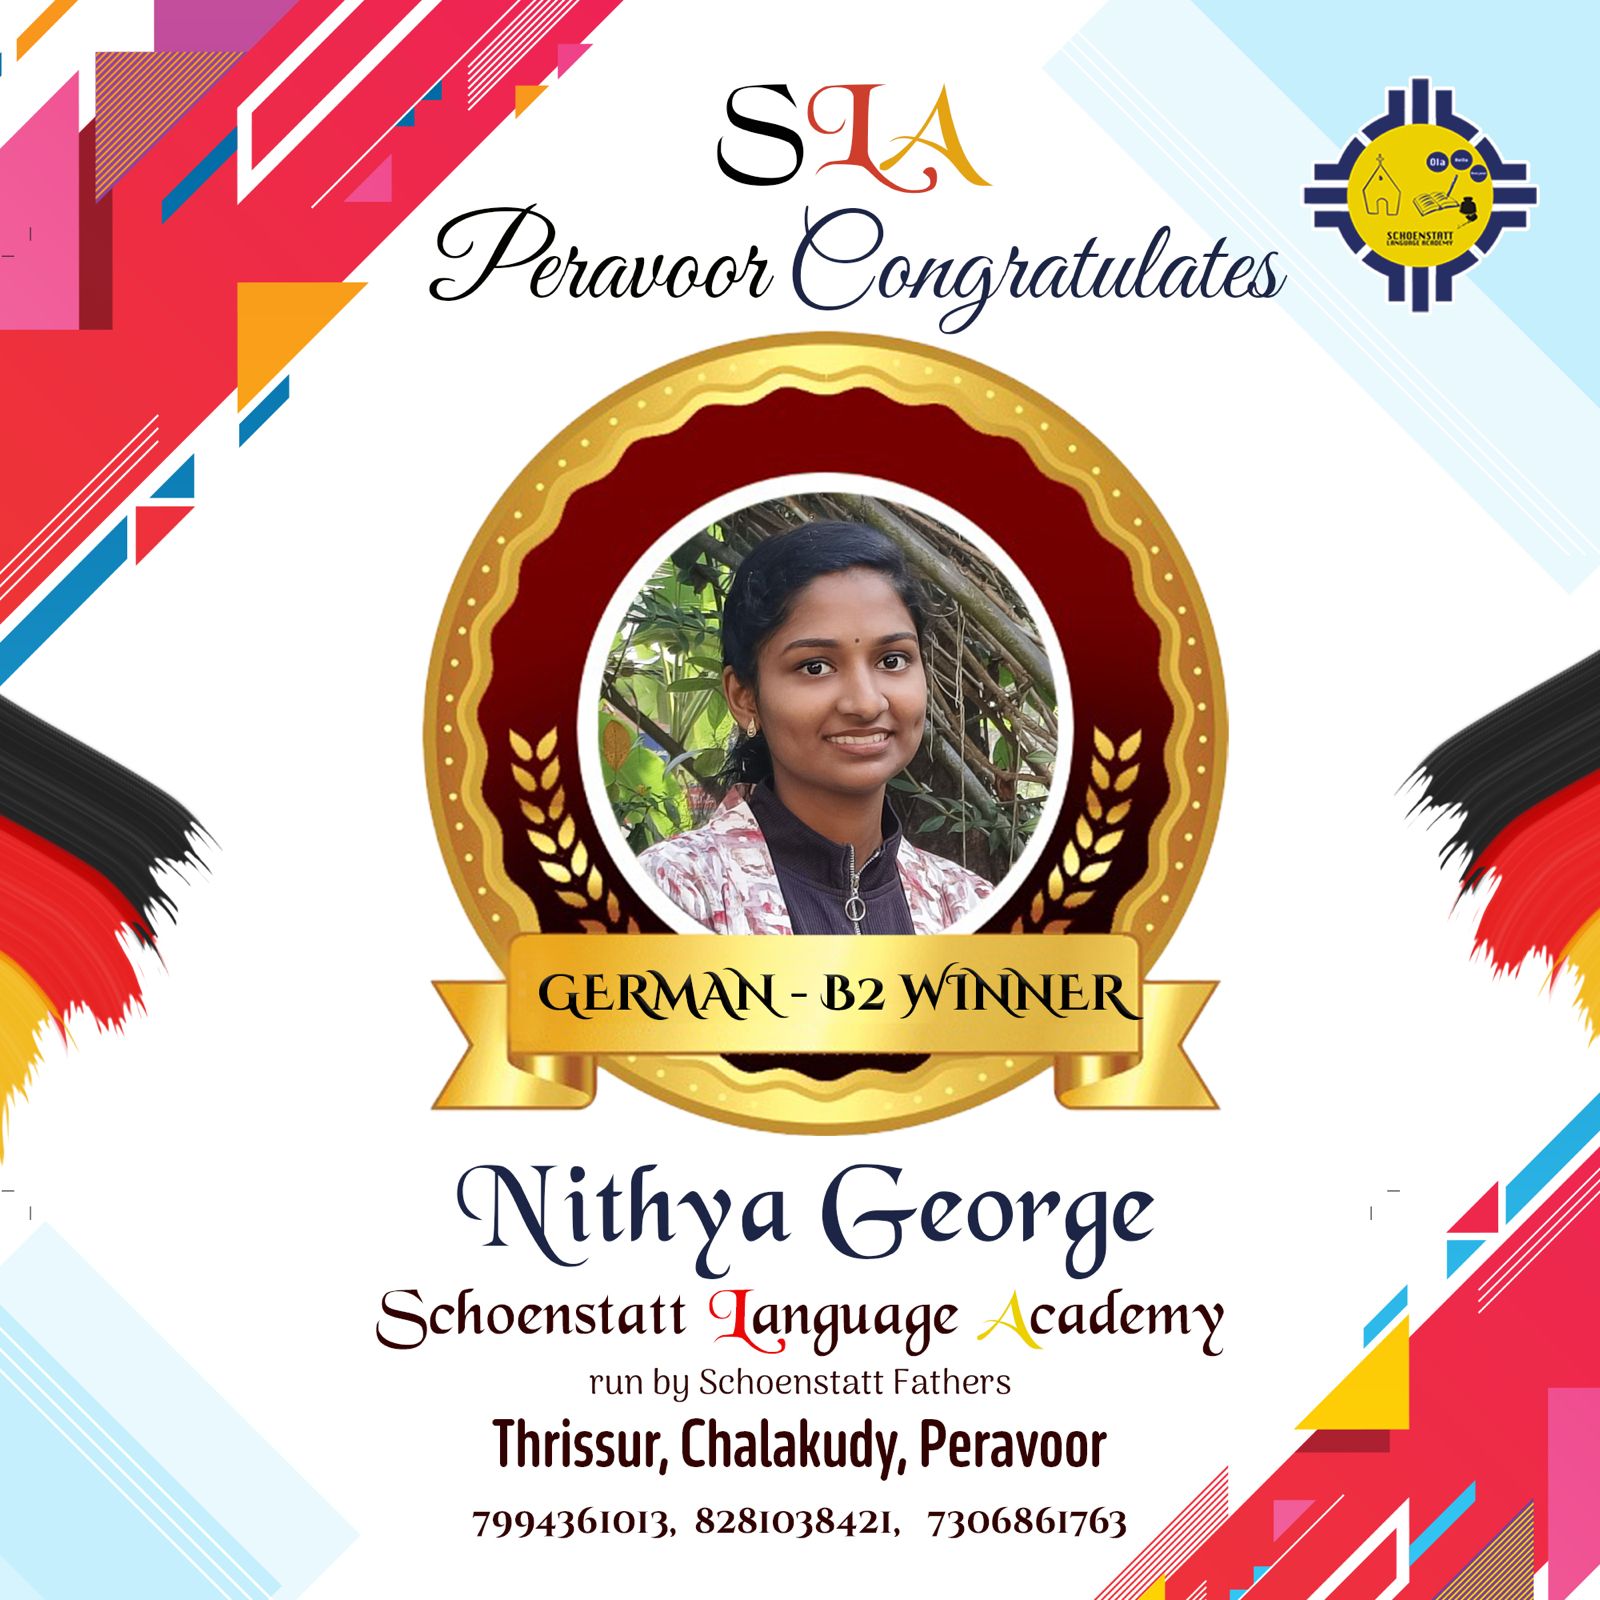 SLA
Peravoor Congratulates
Ola
Hello
SCHOENSTATT
LANGUAGE ACADEMY
GERMAN - B2 WINNER
Nithya George
Schoenstatt Language Academy
run by Schoenstatt Fathers
Thrissur, Chalakudy, Peravoor
7994361013, 8281038421, 7306861763